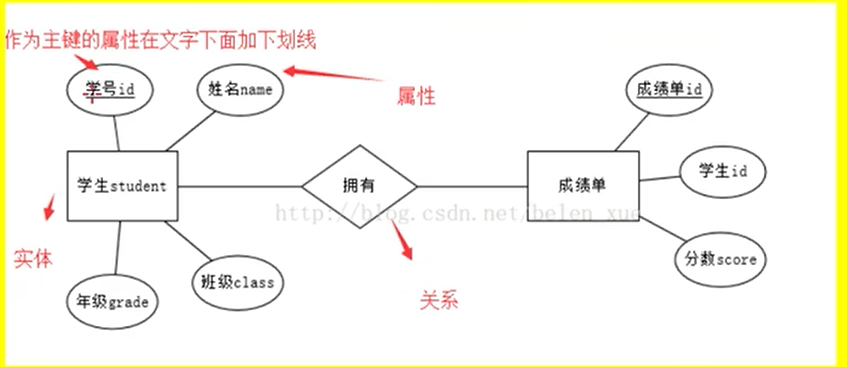 作为主键的属性在文字下面加下划线
学号id
姓名name
属性
成绩单id
学生student
拥有
成绩单
学生id
http://blog.csdn.net/belen_xue
实体
年级grade
班级class
关系
分数score